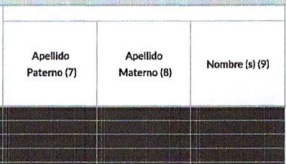 Apellido Paterno (7)
Apellido Materno (8)
Nombre (s) (9)